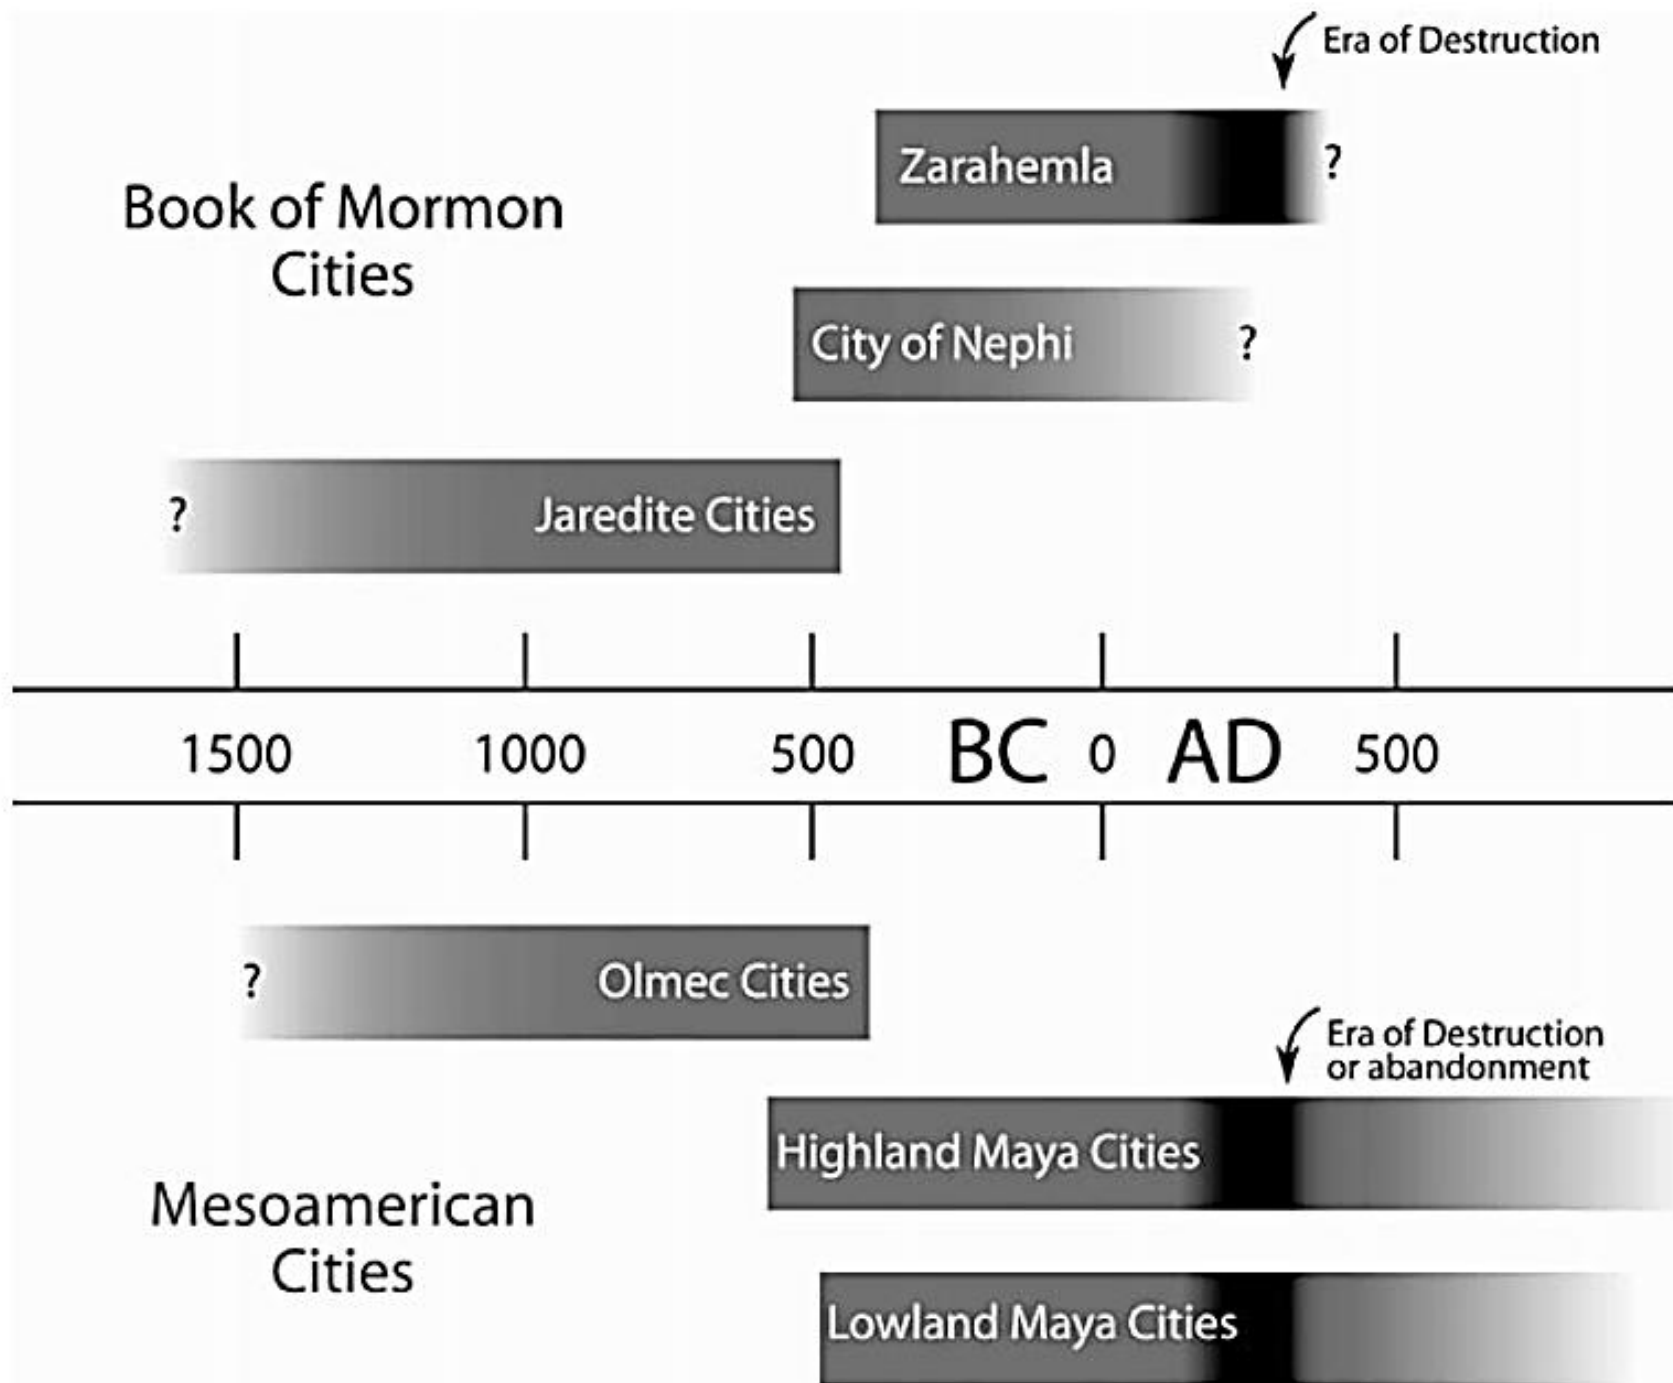 Era of Destruction
Zarahemla
?
Book of Mormon
Cities
City of Nephi
?
?
Jaredite Cities
1500 1000 500 BC 0 AD 500
?
Olmec Cities
Era of Destruction
or abandonment
Highland Maya Cities
Mesoamerican
Cities
Lowland Maya Cities